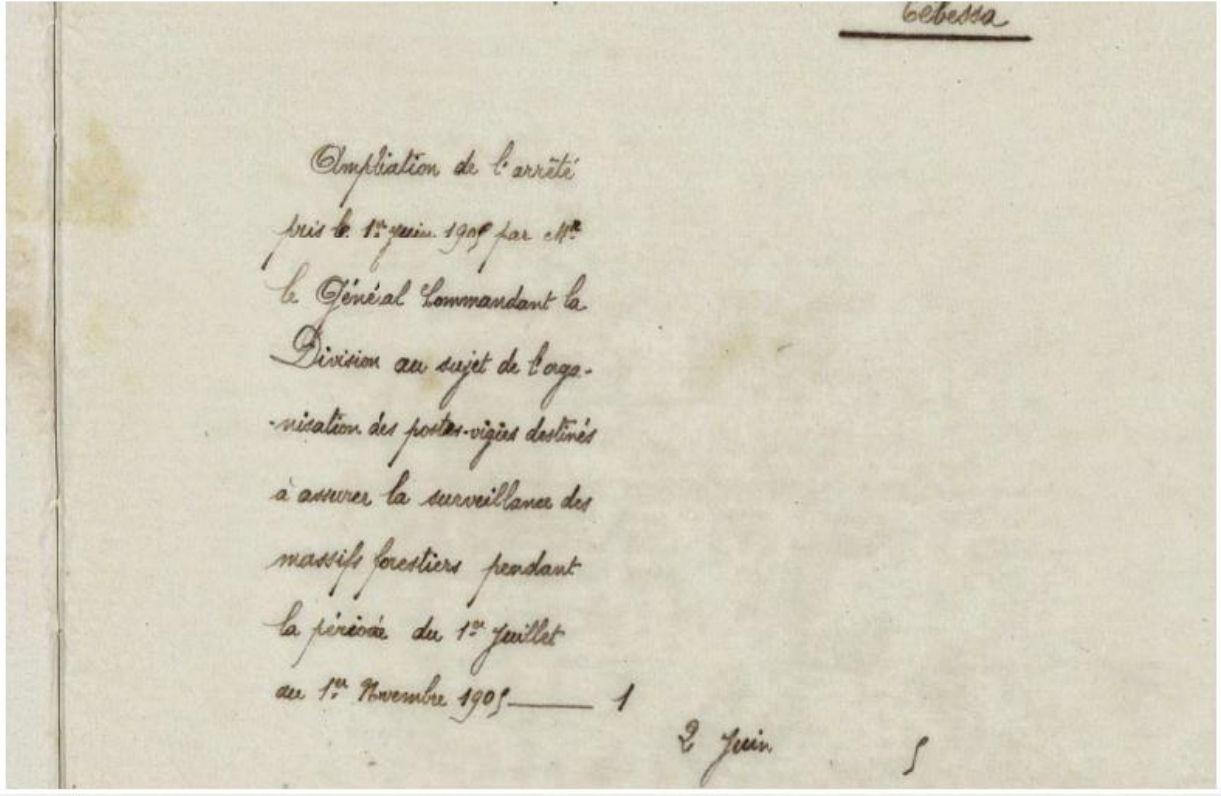 Tebessa
Ampliation de l'arrêté
pris le 1er juin 1905 par Mr
le Général Commandant la
Division au sujet de l'orga-
-nisation des postes-vigies destinés
à assurer la surveillance des
massifs forestiers pendant
la période du 1er Juillet
au 1er Novembre 1905 1
2 Juin 5